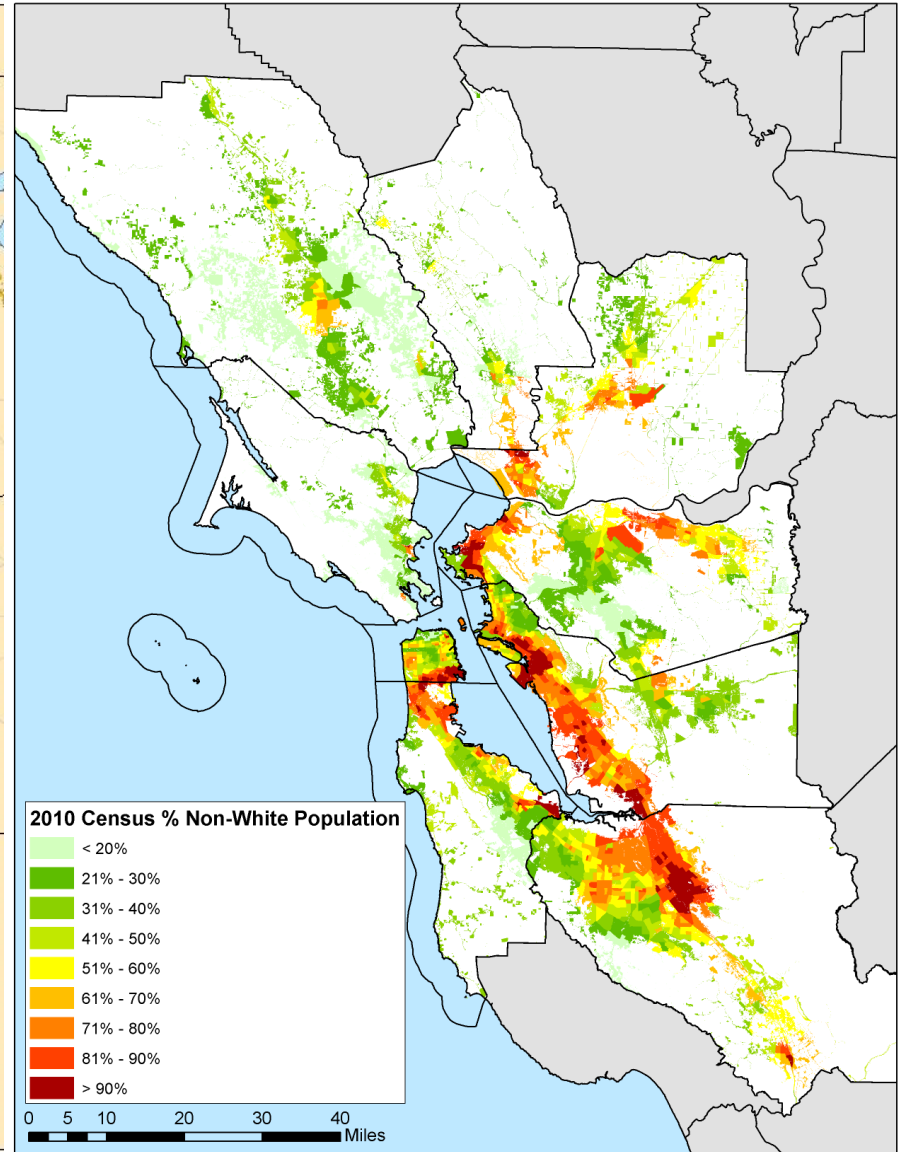 2010 Census % Non-White Population
< 20%
21% - 30%
31% - 40%
41% - 50%
51% - 60%
61% - 70%
71% - 80%
81% - 90%
> 90%
0 5 10 20 30 40
Miles